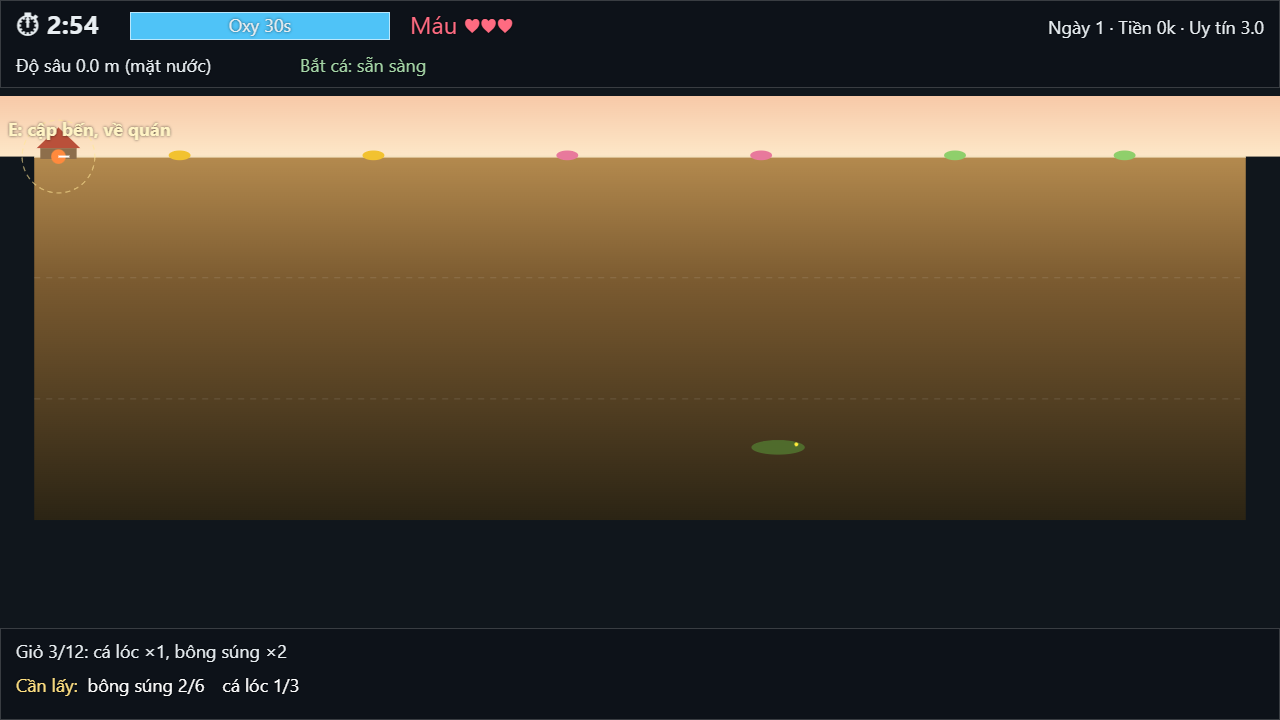 ⏱ 2:54
Oxy 30s
Máu ♥♥♥
Ngày 1 · Tiền 0k · Uy tín 3.0
Độ sâu 0.0 m (mặt nước)
Bắt cá: sẵn sàng
E: cập bến, về quán
Giỏ 3/12: cá lóc ×1, bông súng ×2
Cần lấy: bông súng 2/6 cá lóc 1/3